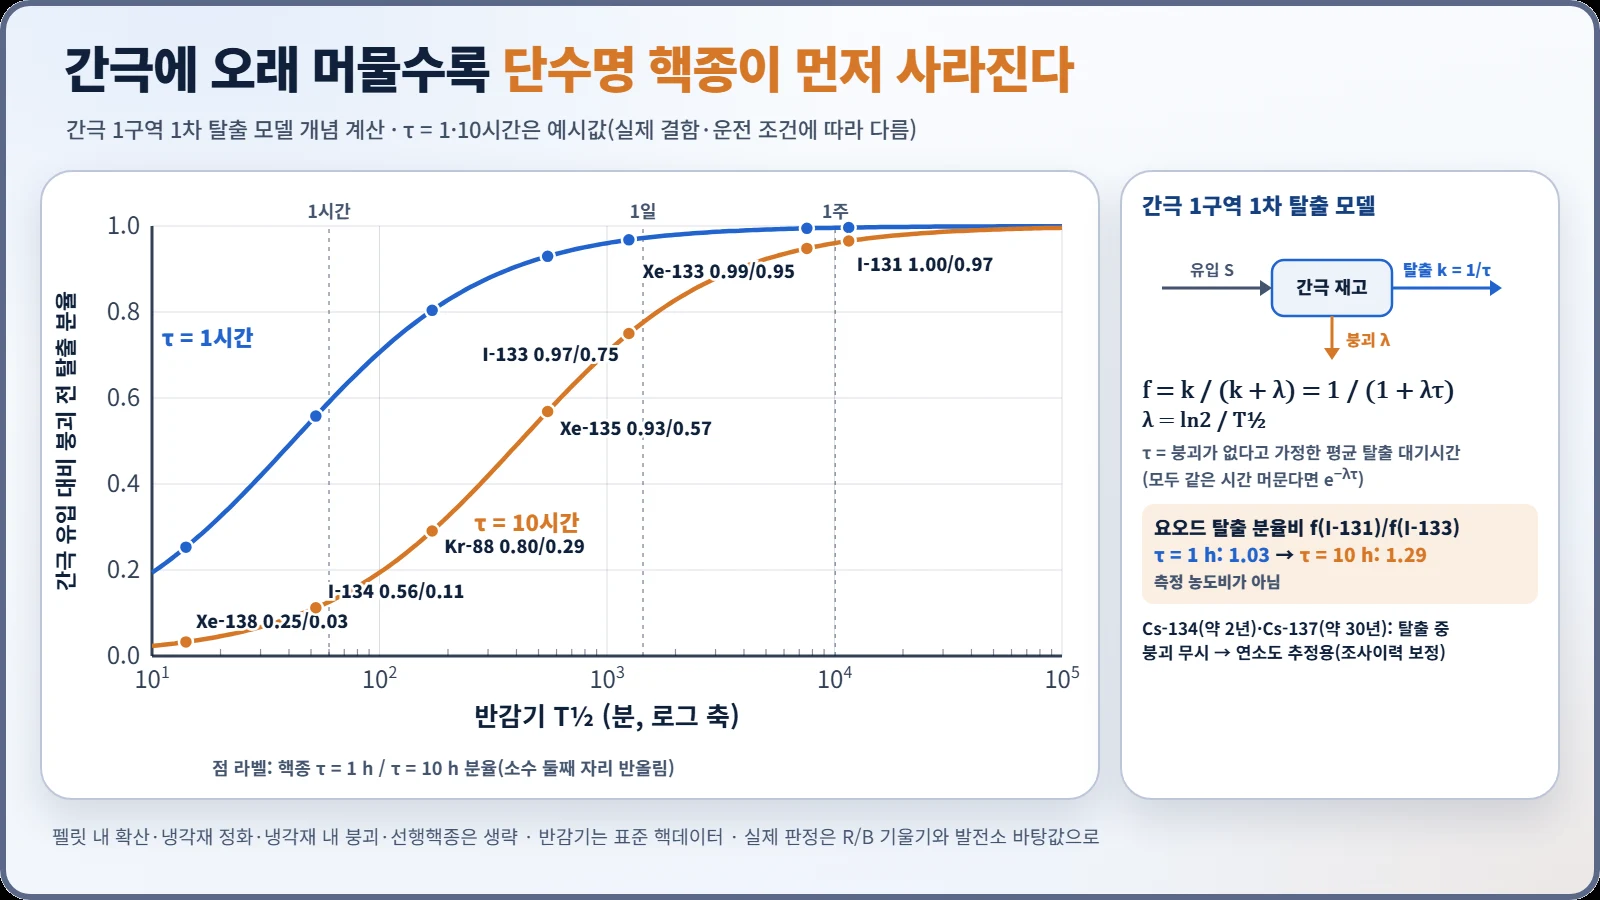 간극에 오래 머물수록 단수명 핵종이 먼저 사라진다
간극 1구역 1차 탈출 모델 개념 계산 · τ = 1·10시간은 예시값(실제 결함·운전 조건에 따라 다름)
1시간
1일
1주
1.0
0.8
0.6
0.4
0.2
0.0
간극 유입 대비 붕괴 전 탈출 분율
τ = 1시간
τ = 10시간
Xe-133 0.99/0.95
I-131 1.00/0.97
I-133 0.97/0.75
Xe-135 0.93/0.57
Kr-88 0.80/0.29
I-134 0.56/0.11
Xe-138 0.25/0.03
10¹
10²
10³
10⁴
10⁵
반감기 T½ (분, 로그 축)
점 라벨: 핵종 τ = 1 h / τ = 10 h 분율(소수 둘째 자리 반올림)
간극 1구역 1차 탈출 모델
유입 S
간극 재고
탈출 k = 1/τ
붕괴 λ
f = k / (k + λ) = 1 / (1 + λτ)
λ = ln2 / T½
τ = 붕괴가 없다고 가정한 평균 탈출 대기시간
(모두 같은 시간 머문다면 e⁻λτ)
요오드 탈출 분율비 f(I-131)/f(I-133)
τ = 1 h: 1.03 → τ = 10 h: 1.29
측정 농도비가 아님
Cs-134(약 2년)·Cs-137(약 30년): 탈출 중
붕괴 무시 → 연소도 추정용(조사이력 보정)
펠릿 내 확산·냉각재 정화·냉각재 내 붕괴·선행핵종은 생략 · 반감기는 표준 핵데이터 · 실제 판정은 R/B 기울기와 발전소 바탕값으로